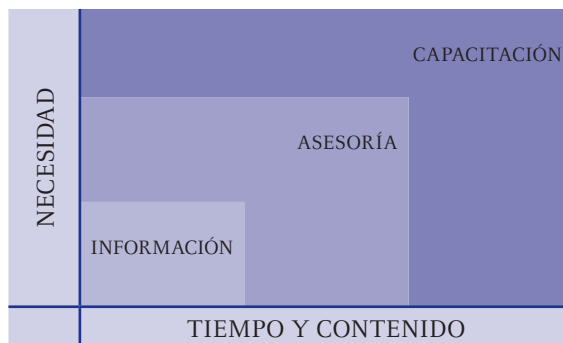 CAPACITACIÓN
ASESORÍA
NECESIDAD
INFORMACIÓN
TIEMPO Y CONTENIDO